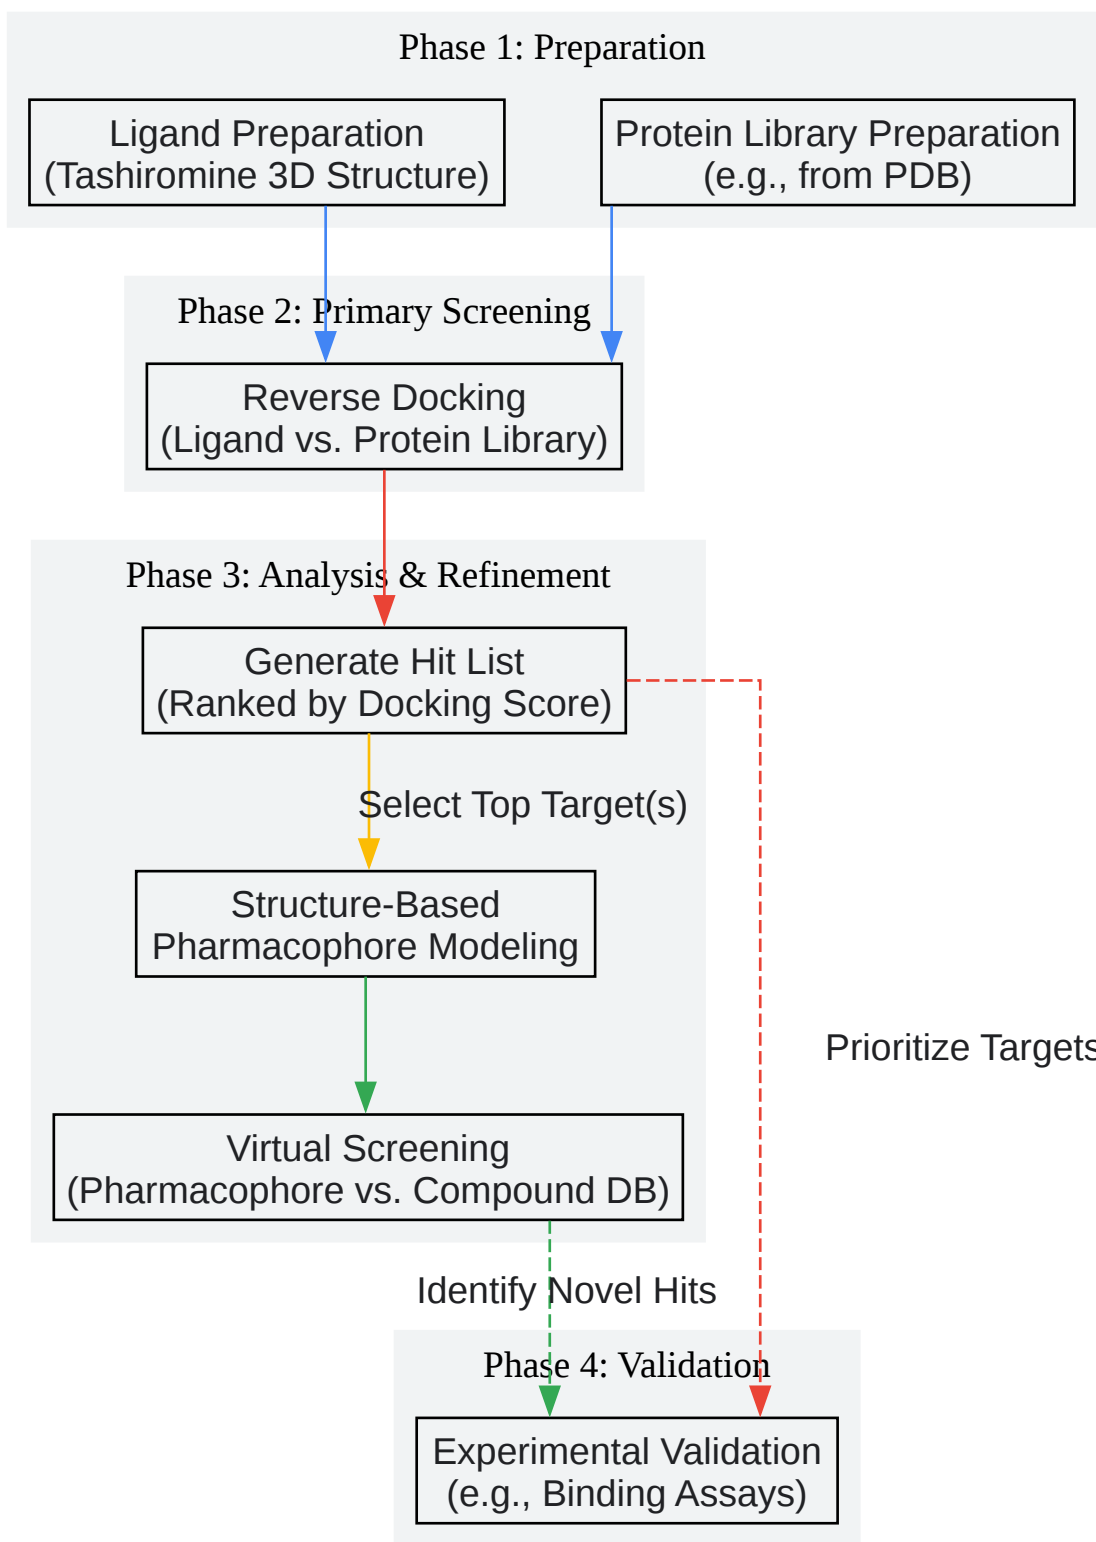 Phase 1: Preparation
Ligand Preparation
(Tashiromine 3D Structure)
Protein Library Preparation
(e.g., from PDB)
Phase 2: Primary Screening
Reverse Docking
(Ligand vs. Protein Library)
Phase 3: Analysis & Refinement
Generate Hit List
(Ranked by Docking Score)
Select Top Target(s)
Structure-Based
Pharmacophore Modeling
Prioritize Targets
Virtual Screening
(Pharmacophore vs. Compound DB)
Identify Novel Hits
Phase 4: Validation
Experimental Validation
(e.g., Binding Assays)